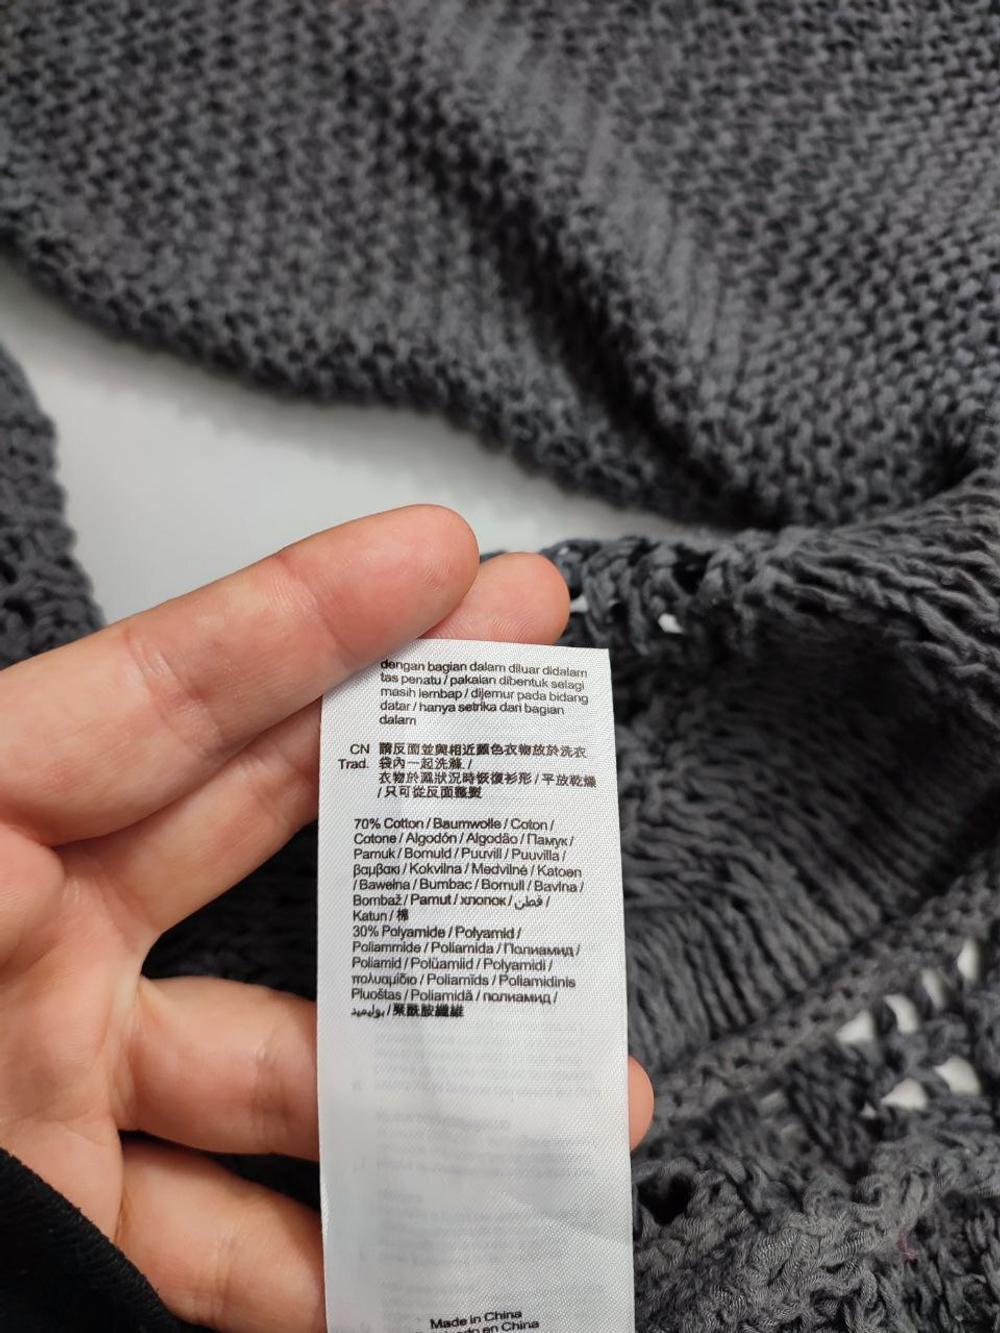 dengan bagian dalam diluar didalam
tas penatu / pakaian dibentuk selagi
masih lembap / dijemur pada bidang
datar / hanya setrika dari bagian
dalam
CN 請反面並與相近顏色衣物放於洗衣
Trad. 袋內一起洗滌. /
衣物於濕狀況時恢復衫形 / 平放乾燥
/ 只可從反面整熨
70% Cotton / Baumwolle / Coton /
Cotone / Algodón / Algodão / Памук /
Pamuk / Bomuld / Puuvill / Puuvilla /
βαμβακι / Kokvilna / Medvilnė / Katoen
/ Bawełna / Bumbac / Bomull / Bavlna /
Bombaž / Pamut / хлопок / قطن /
Katun / 棉
30% Polyamide / Polyamid /
Poliammide / Poliamida / Полиамид /
Poliamid / Polüamiid / Polyamidi /
πολυαμίδιο / Poliamīds / Poliamidinis
Pluoštas / Poliamidă / полиамид /
بوليميد / 聚酰胺纖維
Made in China
en China